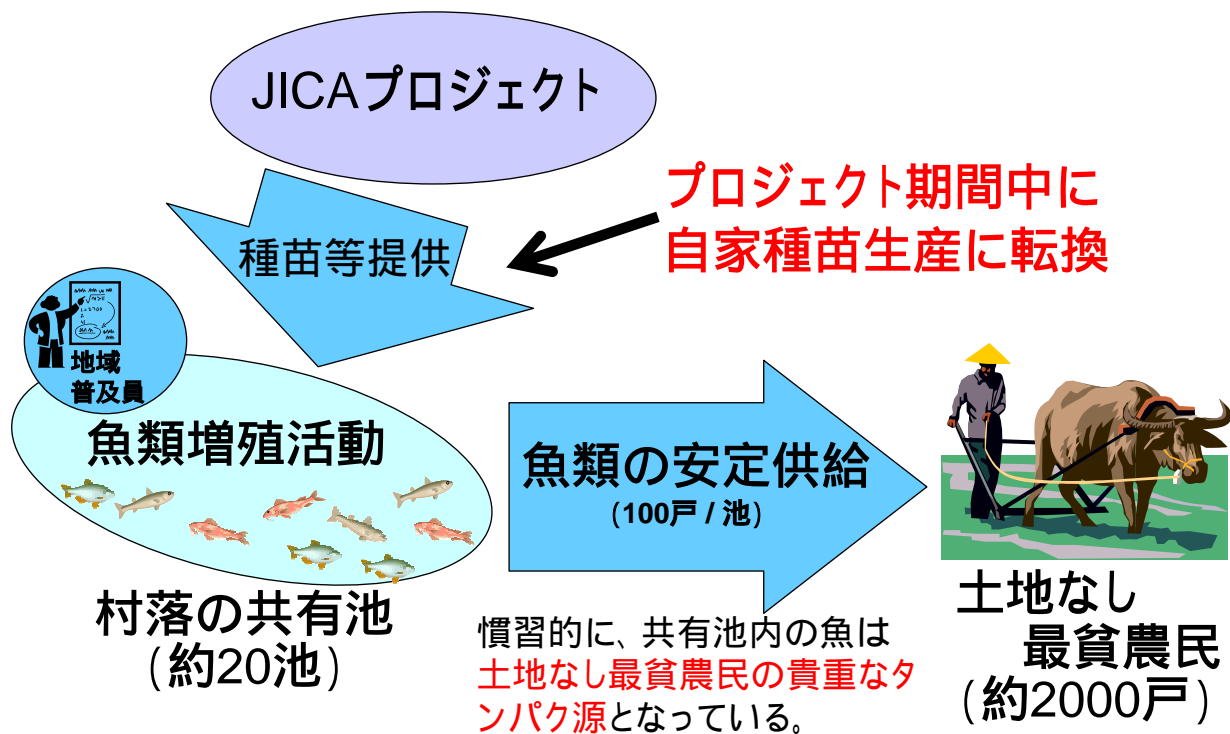 JICAプロジェクト
プロジェクト期間中に
自家種苗生産に転換
種苗等提供
地域
普及員
魚類増殖活動
魚類の安定供給
(100戸 / 池)
村落の共有池
(約20池)
慣習的に、共有池内の魚は
土地なし最貧農民の貴重なタ
ンパク源となっている。
土地なし
最貧農民
(約2000戸)